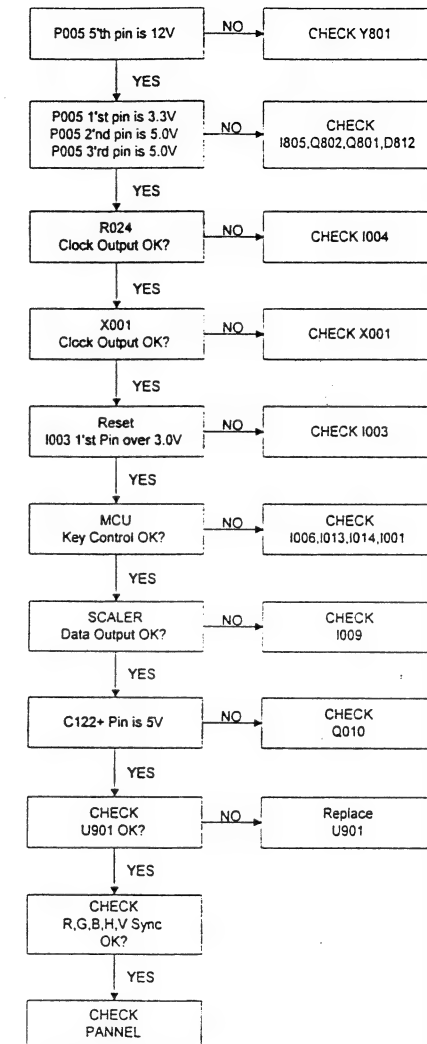 P005 5'th pin is 12V
NO
CHECK Y801
YES
P005 1'st pin is 3.3V
P005 2'nd pin is 5.0V
P005 3'rd pin is 5.0V
NO
CHECK
I805,Q802,Q801,D812
YES
R024
Clock Output OK?
NO
CHECK I004
YES
X001
Clock Output OK?
NO
CHECK X001
YES
Reset
I003 1'st Pin over 3.0V
NO
CHECK I003
YES
MCU
Key Control OK?
NO
CHECK
I006,I013,I014,I001
YES
SCALER
Data Output OK?
NO
CHECK
I009
YES
C122+ Pin is 5V
NO
CHECK
Q010
YES
CHECK
U901 OK?
NO
Replace
U901
YES
CHECK
R,G,B,H,V Sync
OK?
YES
CHECK
PANNEL